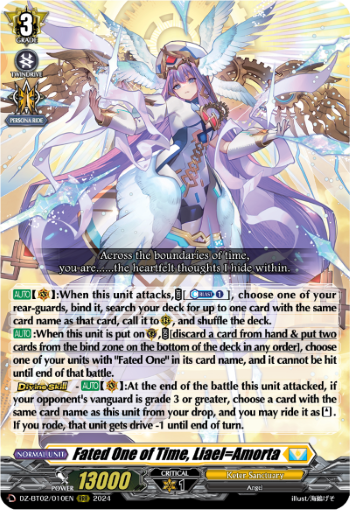 3
GRADE
TWINDRIVE
PERSONA RIDE
Across the boundaries of time,
you are.....the heartfelt thoughts I hide within.
AUTO[]:When this unit attacks,[1], choose one of your
rear-guards, bind it, search your deck for up to one card with the same
card name as that card, call it to, and shuffle the deck.
AUTO:When this unit is put on, [discard a card from hand & put two
cards from the bind zone on the bottom of the deck in any order], choose
one of your units with "Fated One" in its card name, and it cannot be hit
until end of that battle.
Divine Skill - AUTO[]:At the end of the battle this unit attacked, if
your opponent's vanguard is grade 3 or greater, choose a card with the
same card name as this unit from your drop, and you may ride it as[].
If you rode, that unit gets drive -1 until end of turn.
NORMAL UNIT
Fated One of Time, Liael=Amorta
POWER 13000
CRITICAL
1
Keter Sanctuary
Angel
DZ-BT02/010EN RRR 2024
illust/海鵜げそ